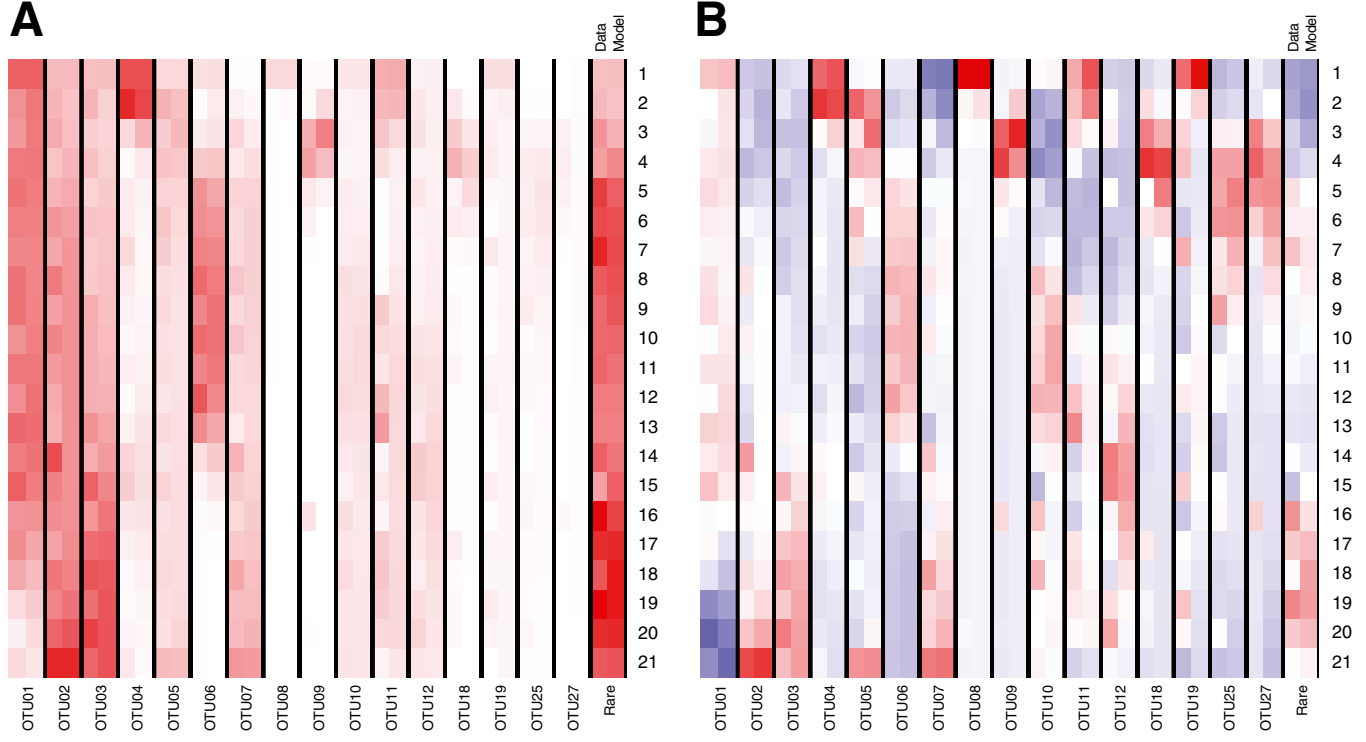 A
B
Data
Model
Data
Model
1
2
3
4
5
6
7
8
9
10
11
12
13
14
15
16
17
18
19
20
21
1
2
3
4
5
6
7
8
9
10
11
12
13
14
15
16
17
18
19
20
21
OTU01
OTU02
OTU03
OTU04
OTU05
OTU06
OTU07
OTU08
OTU09
OTU10
OTU11
OTU12
OTU18
OTU19
OTU25
OTU27
Rare
OTU01
OTU02
OTU03
OTU04
OTU05
OTU06
OTU07
OTU08
OTU09
OTU10
OTU11
OTU12
OTU18
OTU19
OTU25
OTU27
Rare